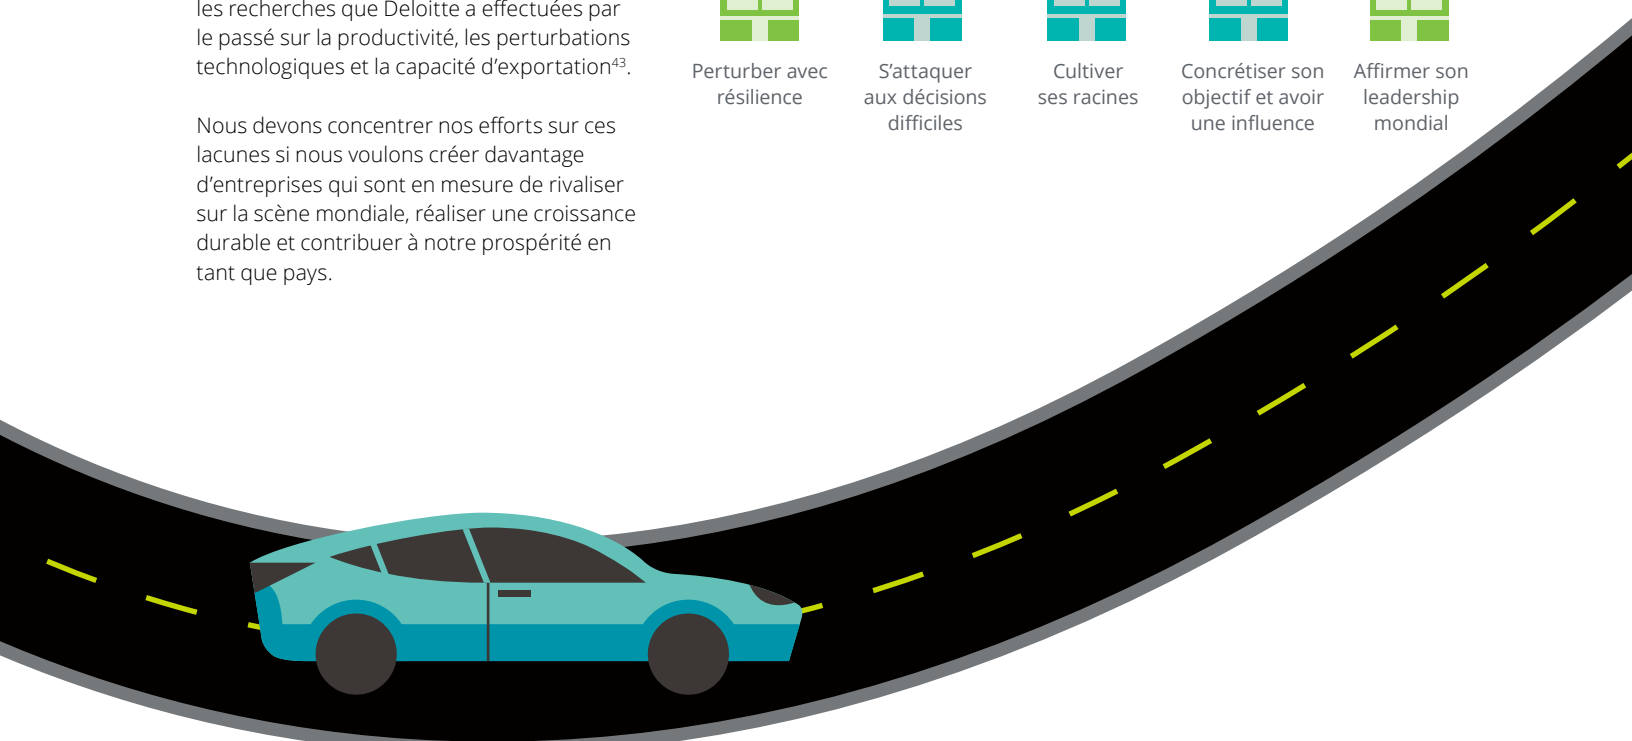 les recherches que Deloitte a effectuées par
le passé sur la productivité, les perturbations
technologiques et la capacité d’exportation⁴³.
Nous devons concentrer nos efforts sur ces
lacunes si nous voulons créer davantage
d’entreprises qui sont en mesure de rivaliser
sur la scène mondiale, réaliser une croissance
durable et contribuer à notre prospérité en
tant que pays.
Perturber avec
résilience
S’attaquer
aux décisions
difficiles
Cultiver
ses racines
Concrétiser son
objectif et avoir
une influence
Affirmer son
leadership
mondial